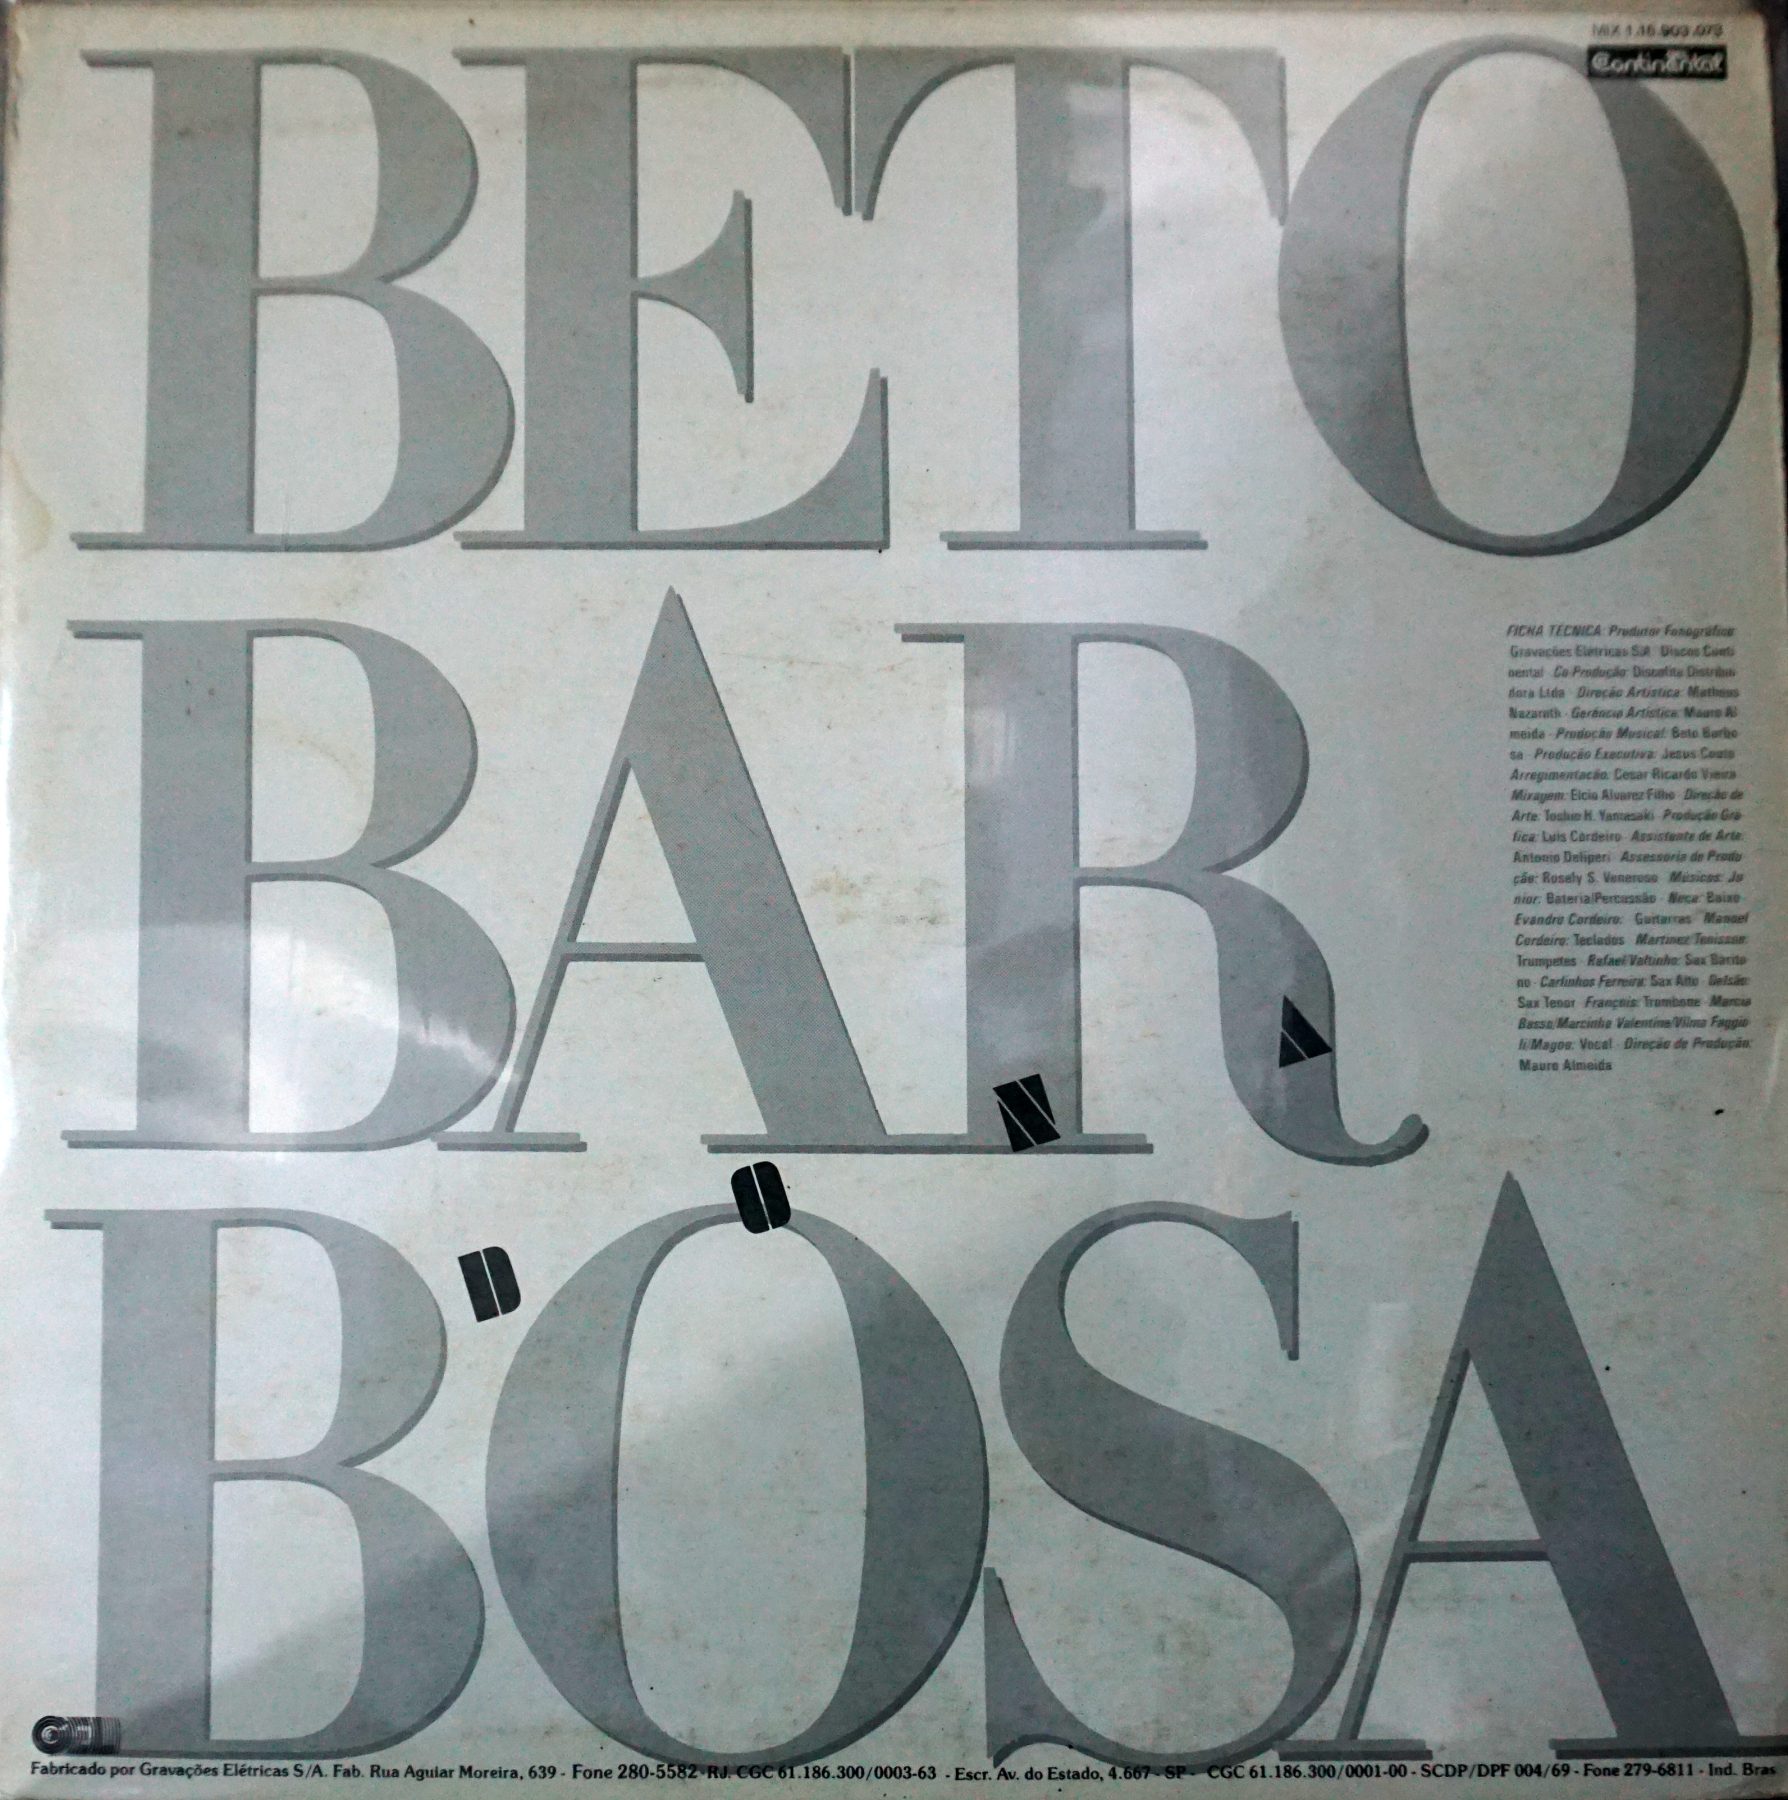 MIX 1.16.903.073
Continental
BETO
BAR
BOSA
FICHA TÉCNICA: Produtor Fonográfico
Gravações Elétricas S/A Discos Conti
nental · Co-Produção: Discofita Distribui
dora Ltda · Direção Artística: Matheus
Nazareth · Gerência Artística: Mauro Al
meida · Produção Musical: Beto Barbo
sa · Produção Executiva: Jesus Couto
Arregimentação: Cesar Ricardo Vieira
Mixagem: Elcio Alvarez Filho · Direção de
Arte: Toshio H. Yamasaki · Produção Grá
fica: Luis Cordeiro · Assistente de Arte:
Antonio Deliperi · Assessoria de Produ
ção: Rosely S. Veneroso · Músicos: Ju
nior: Bateria/Percussão · Neca: Baixo
Evandro Cordeiro: Guitarras · Manoel
Cordeiro: Teclados · Martinez/Tenisson:
Trumpetes · Rafael/Valtinho: Sax Baríto
no · Carlinhos Ferreira: Sax Alto · Gelsão:
Sax Tenor · François: Trombone · Marcia
Basso/Marcinha Valentina/Vilma Faggio
li/Magoo: Vocal · Direção de Produção:
Mauro Almeida
D O N A
Fabricado por Gravações Elétricas S/A. Fab. Rua Aguiar Moreira, 639 - Fone 280-5582 RJ. CGC 61.186.300/0003-63 - Escr. Av. do Estado, 4.667 - SP - CGC 61.186.300/0001-00 - SCDP/DPF 004/69 - Fone 279-6811 - Ind. Bras